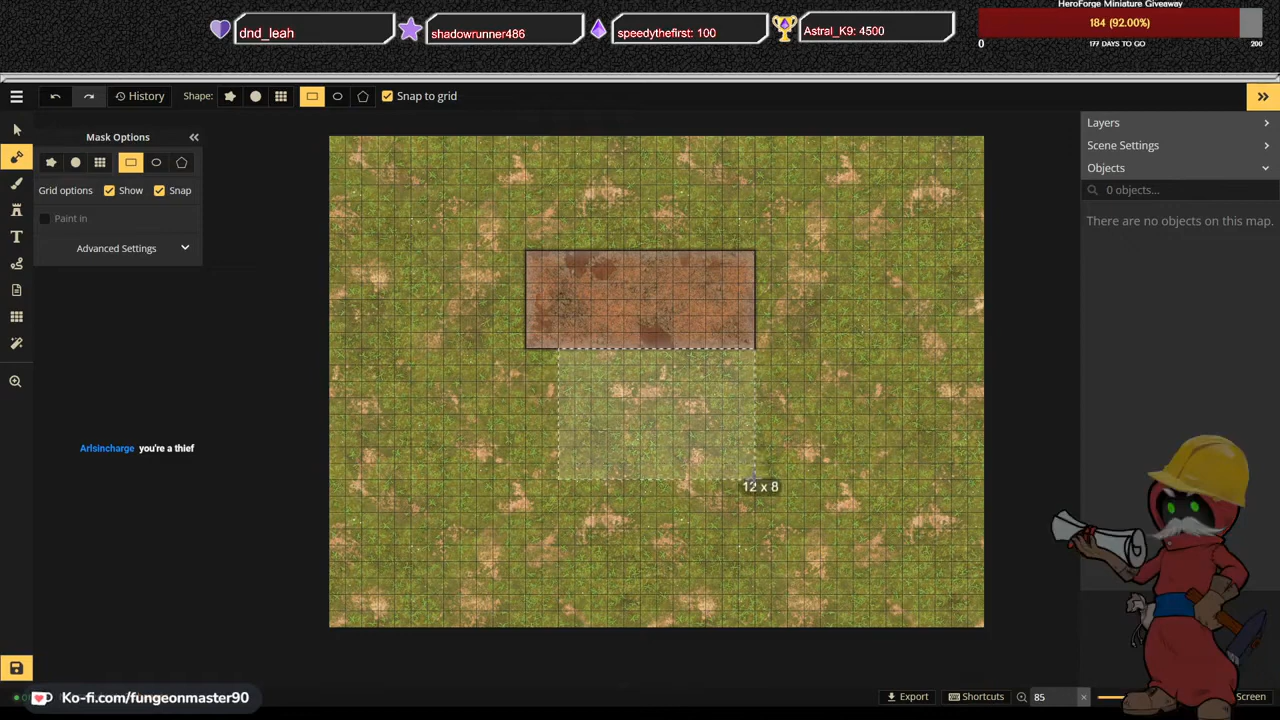 HeroForge Miniature Giveaway
dnd_leah
shadowrunner486
speedythefirst: 100
Astral_K9: 4500
184 (92.00%)
0
177 DAYS TO GO
200
History
Shape:
Snap to grid
Mask Options
Grid options
Show
Snap
Paint in
Advanced Settings
Layers
Scene Settings
Objects
0 objects...
There are no objects on this map.
Arlsincharge you're a thief
12 x 8
Ko-fi.com/fungeonmaster90
Export
Shortcuts
85
Screen